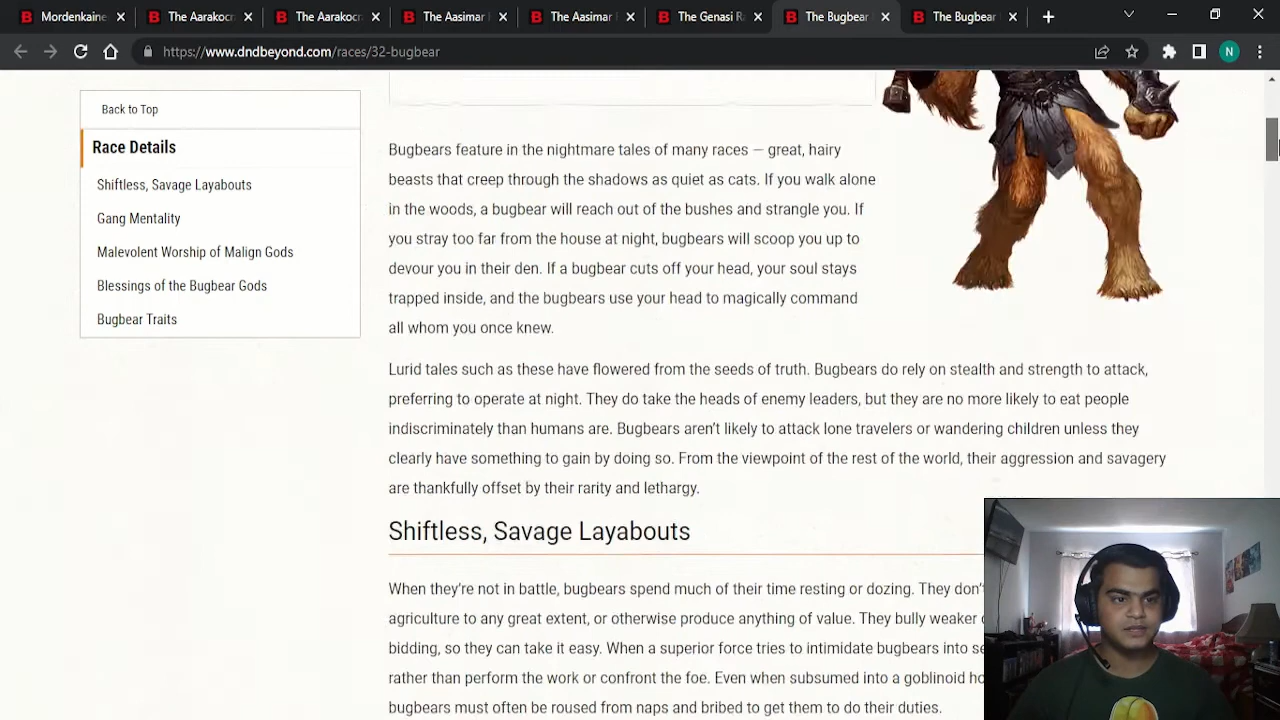 Mordenkaine
The Aarakocra
The Aarakocra
The Aasimar
The Aasimar
The Genasi Ra
The Bugbear
The Bugbear
https://www.dndbeyond.com/races/32-bugbear
N
Back to Top
Race Details
Shiftless, Savage Layabouts
Gang Mentality
Malevolent Worship of Malign Gods
Blessings of the Bugbear Gods
Bugbear Traits
Bugbears feature in the nightmare tales of many races — great, hairy
beasts that creep through the shadows as quiet as cats. If you walk alone
in the woods, a bugbear will reach out of the bushes and strangle you. If
you stray too far from the house at night, bugbears will scoop you up to
devour you in their den. If a bugbear cuts off your head, your soul stays
trapped inside, and the bugbears use your head to magically command
all whom you once knew.
Lurid tales such as these have flowered from the seeds of truth. Bugbears do rely on stealth and strength to attack,
preferring to operate at night. They do take the heads of enemy leaders, but they are no more likely to eat people
indiscriminately than humans are. Bugbears aren't likely to attack lone travelers or wandering children unless they
clearly have something to gain by doing so. From the viewpoint of the rest of the world, their aggression and savagery
are thankfully offset by their rarity and lethargy.
Shiftless, Savage Layabouts
When they're not in battle, bugbears spend much of their time resting or dozing. They don't
agriculture to any great extent, or otherwise produce anything of value. They bully weaker
bidding, so they can take it easy. When a superior force tries to intimidate bugbears into
rather than perform the work or confront the foe. Even when subsumed into a goblinoid
bugbears must often be roused from naps and bribed to get them to do their duties.